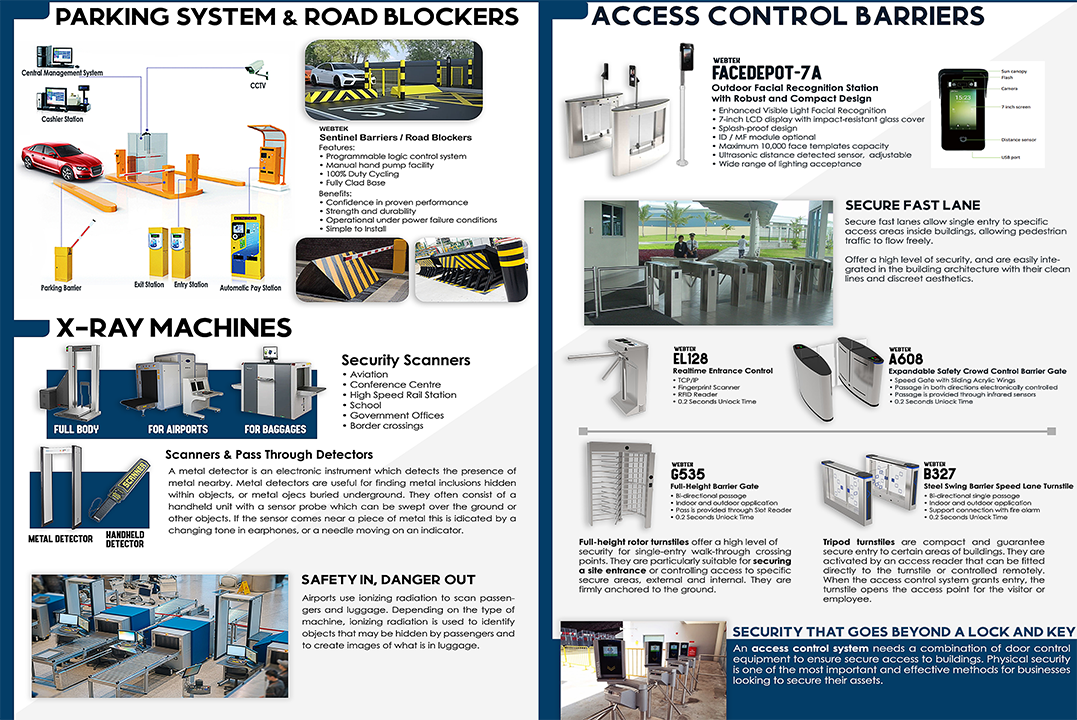 PARKING SYSTEM & ROAD BLOCKERS
Central Management System
Cashier Station
CCTV
Parking Barrier
Exit Station
Entry Station
Automatic Pay Station
STOP
WEBTEK
Sentinel Barriers / Road Blockers
Features:
• Programmable logic control system
• Manual hand pump facility
• 100% Duty Cycling
• Fully Clad Base
Benefits:
• Confidence in proven performance
• Strength and durability
• Operational under power failure conditions
• Simple to Install
X-RAY MACHINES
FULL BODY
FOR AIRPORTS
FOR BAGGAGES
Security Scanners
• Aviation
• Conference Centre
• High Speed Rail Station
• School
• Government Offices
• Border crossings
SCANNER
METAL DETECTOR
HANDHELD
DETECTOR
Scanners & Pass Through Detectors
A metal detector is an electronic instrument which detects the presence of
metal nearby. Metal detectors are useful for finding metal inclusions hidden
within objects, or metal ojecs buried underground. They often consist of a
handheld unit with a sensor probe which can be swept over the ground or
other objects. If the sensor comes near a piece of metal this is idicated by a
changing tone in earphones, or a needle moving on an indicator.
SAFETY IN, DANGER OUT
Airports use ionizing radiation to scan passen-
gers and luggage. Depending on the type of
machine, ionizing radiation is used to identify
objects that may be hidden by passengers and
to create images of what is in luggage.
ACCESS CONTROL BARRIERS
WEBTEK
FACEDEPOT-7A
Outdoor Facial Recognition Station
with Robust and Compact Design
• Enhanced Visible Light Facial Recognition
• 7-inch LCD display with impact-resistant glass cover
• Splash-proof design
• ID / MF module optional
• Maximum 10,000 face templates capacity
• Ultrasonic distance detected sensor, adjustable
• Wide range of lighting acceptance
Sun canopy
Flash
Camera
7-inch screen
Distance sensor
USB port
15:23
SECURE FAST LANE
Secure fast lanes allow single entry to specific
access areas inside buildings, allowing pedestrian
traffic to flow freely.
Offer a high level of security, and are easily inte-
grated in the building architecture with their clean
lines and discreet aesthetics.
WEBTEK
EL128
Realtime Entrance Control
• TCP/IP
• Fingerprint Scanner
• RFID Reader
• 0.2 Seconds Unlock Time
WEBTEK
A608
Expandable Safety Crowd Control Barrier Gate
• Speed Gate with Sliding Acrylic Wings
• Passage in both directions electronically controlled
• Passage is provided through infrared sensors
• 0.2 Seconds Unlock Time
WEBTEK
G535
Full-Height Barrier Gate
• Bi-directional passage
• Indoor and outdoor application
• Pass is provided through Slot Reader
• 0.2 Seconds Unlock Time
WEBTEK
B327
Steel Swing Barrier Speed Lane Turnstile
• Bi-directional single passage
• Indoor and outdoor application
• Support connection with fire alarm
• 0.2 Seconds Unlock Time
Full-height rotor turnstiles offer a high level of
security for single-entry walk-through crossing
points. They are particularly suitable for securing
a site entrance or controlling access to specific
secure areas, external and internal. They are
firmly anchored to the ground.
Tripod turnstiles are compact and guarantee
secure entry to certain areas of buildings. They are
activated by an access reader that can be fitted
directly to the turnstile or controlled remotely.
When the access control system grants entry, the
turnstile opens the access point for the visitor or
employee.
SECURITY THAT GOES BEYOND A LOCK AND KEY
An access control system needs a combination of door control
equipment to ensure secure access to buildings. Physical security
is one of the most important and effective methods for businesses
looking to secure their assets.